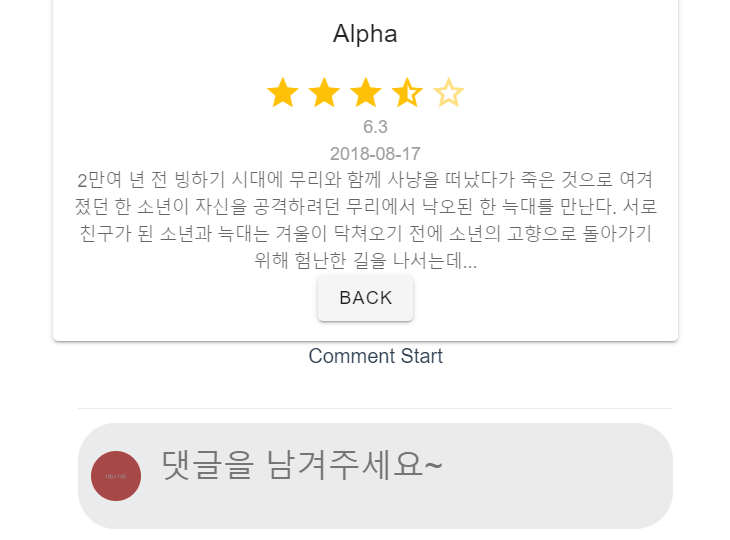 Alpha
6.3
2018-08-17
2만여 년 전 빙하기 시대에 무리와 함께 사냥을 떠났다가 죽은 것으로 여겨
졌던 한 소년이 자신을 공격하려던 무리에서 낙오된 한 늑대를 만난다. 서로
친구가 된 소년과 늑대는 겨울이 닥쳐오기 전에 소년의 고향으로 돌아가기
위해 험난한 길을 나서는데...
BACK
Comment Start
댓글을 남겨주세요~